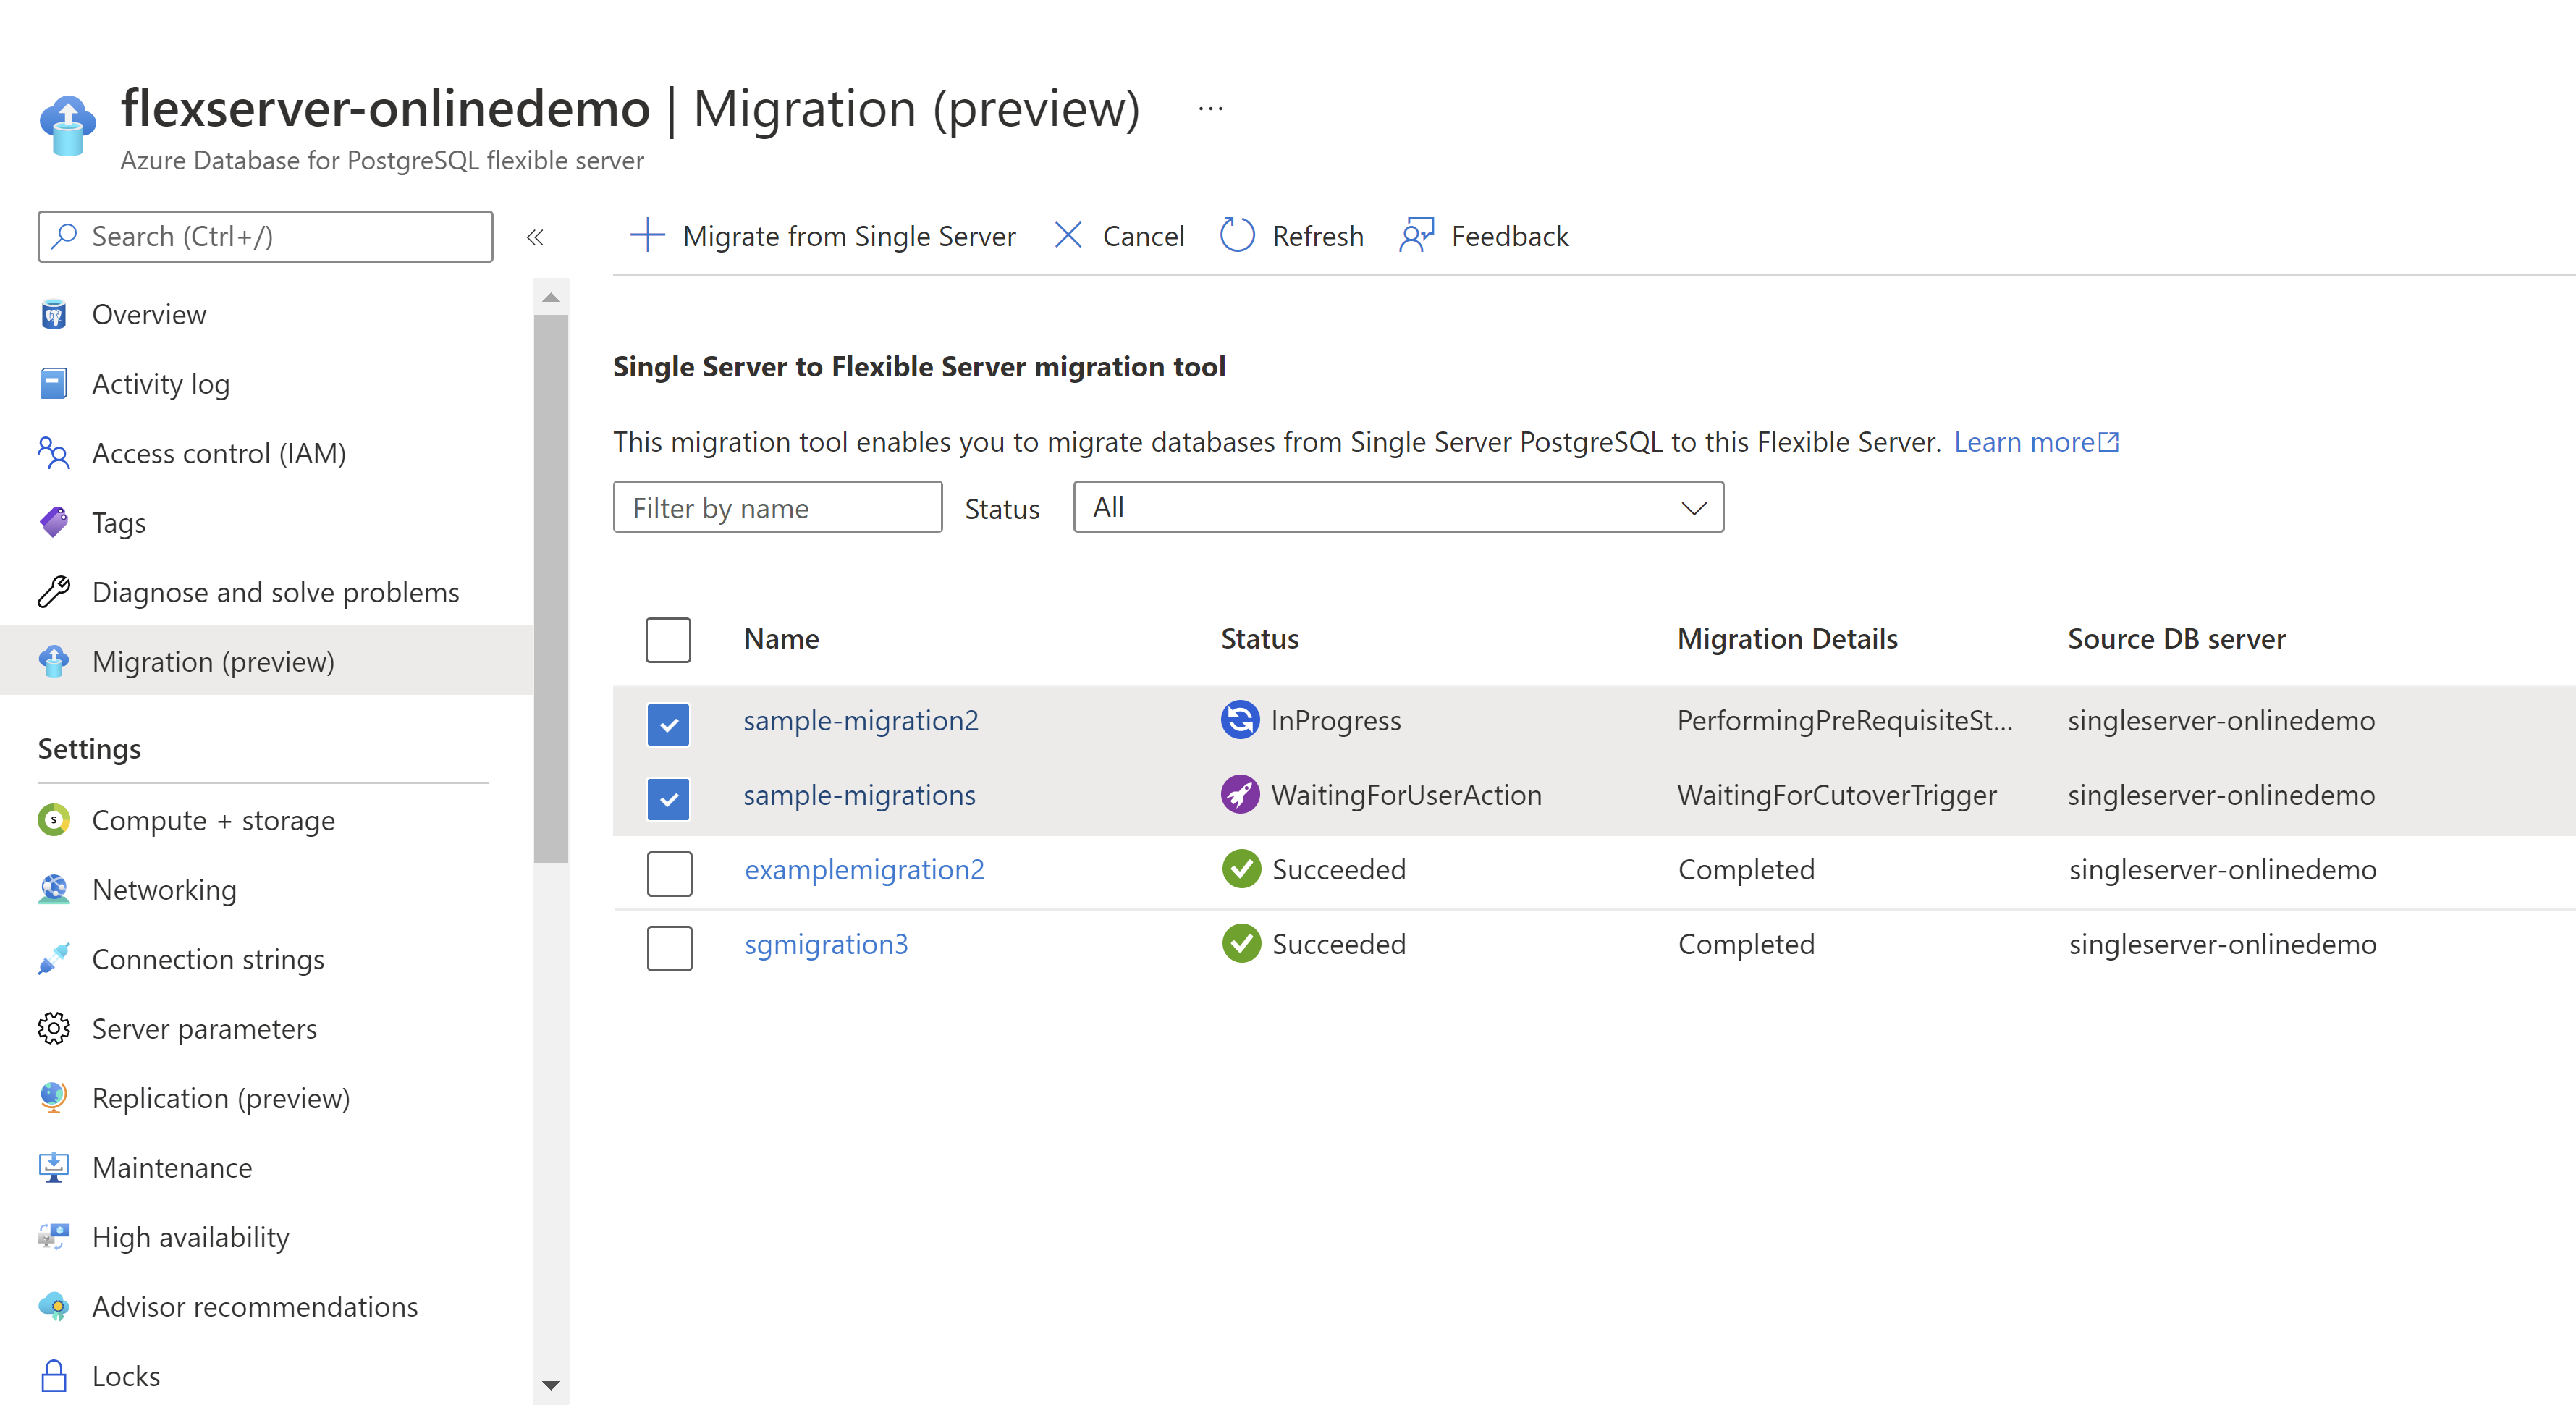 flexserver-onlinedemo | Migration (preview) ...
Azure Database for PostgreSQL flexible server
Search (Ctrl+/)
«
Overview
Activity log
Access control (IAM)
Tags
Diagnose and solve problems
Migration (preview)
Settings
Compute + storage
Networking
Connection strings
Server parameters
Replication (preview)
Maintenance
High availability
Advisor recommendations
Locks
Migrate from Single Server Cancel Refresh Feedback
Single Server to Flexible Server migration tool
This migration tool enables you to migrate databases from Single Server PostgreSQL to this Flexible Server. Learn more
Filter by name Status All
Name Status Migration Details Source DB server
sample-migration2 InProgress PerformingPreRequisiteSt... singleserver-onlinedemo
sample-migrations WaitingForUserAction WaitingForCutoverTrigger singleserver-onlinedemo
examplemigration2 Succeeded Completed singleserver-onlinedemo
sgmigration3 Succeeded Completed singleserver-onlinedemo